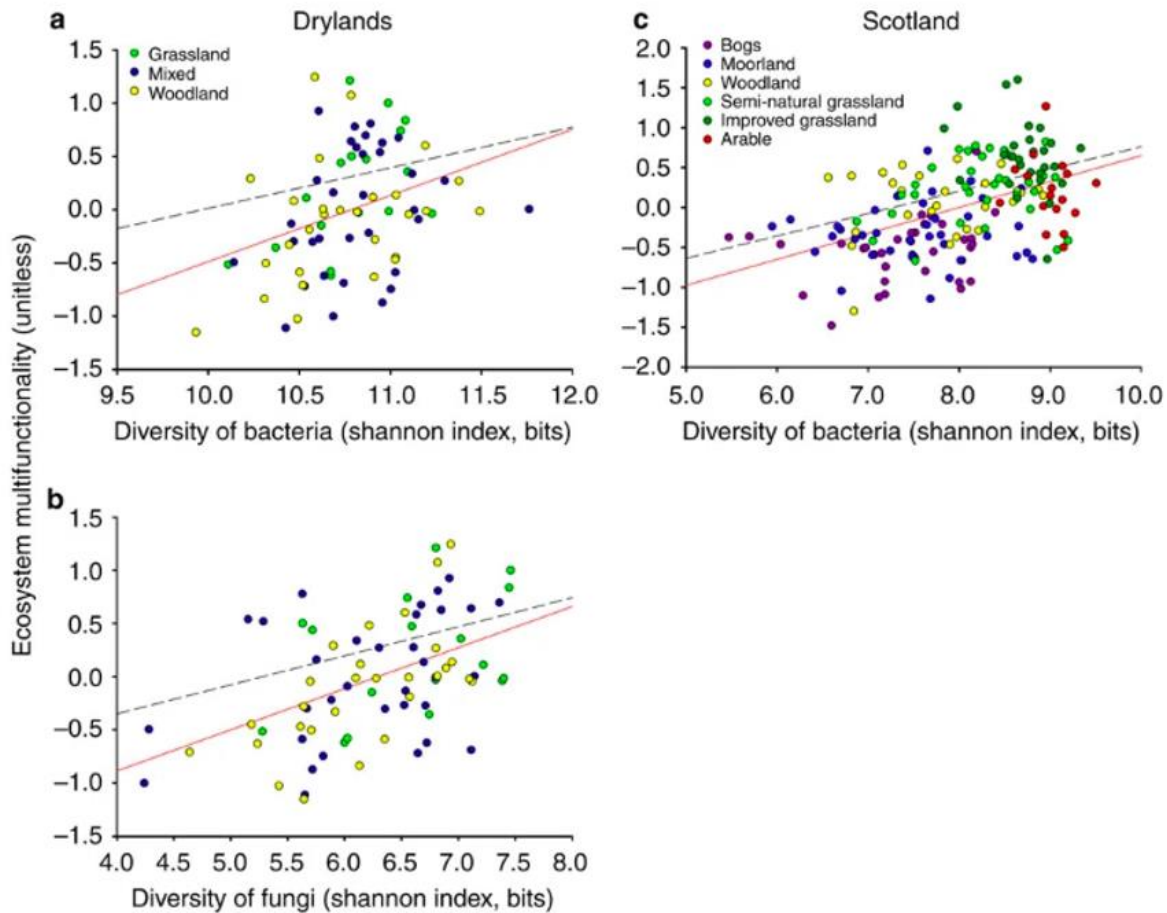 a
Drylands
1.5
1.0
0.5
0.0
−0.5
−1.0
−1.5
Grassland
Mixed
Woodland
9.5 10.0 10.5 11.0 11.5 12.0
Diversity of bacteria (shannon index, bits)
c
Scotland
2.0
1.5
1.0
0.5
0.0
−0.5
−1.0
−1.5
−2.0
Bogs
Moorland
Woodland
Semi-natural grassland
Improved grassland
Arable
5.0 6.0 7.0 8.0 9.0 10.0
Diversity of bacteria (shannon index, bits)
Ecosystem multifunctionality (unitless)
b
1.5
1.0
0.5
0.0
−0.5
−1.0
−1.5
4.0 4.5 5.0 5.5 6.0 6.5 7.0 7.5 8.0
Diversity of fungi (shannon index, bits)